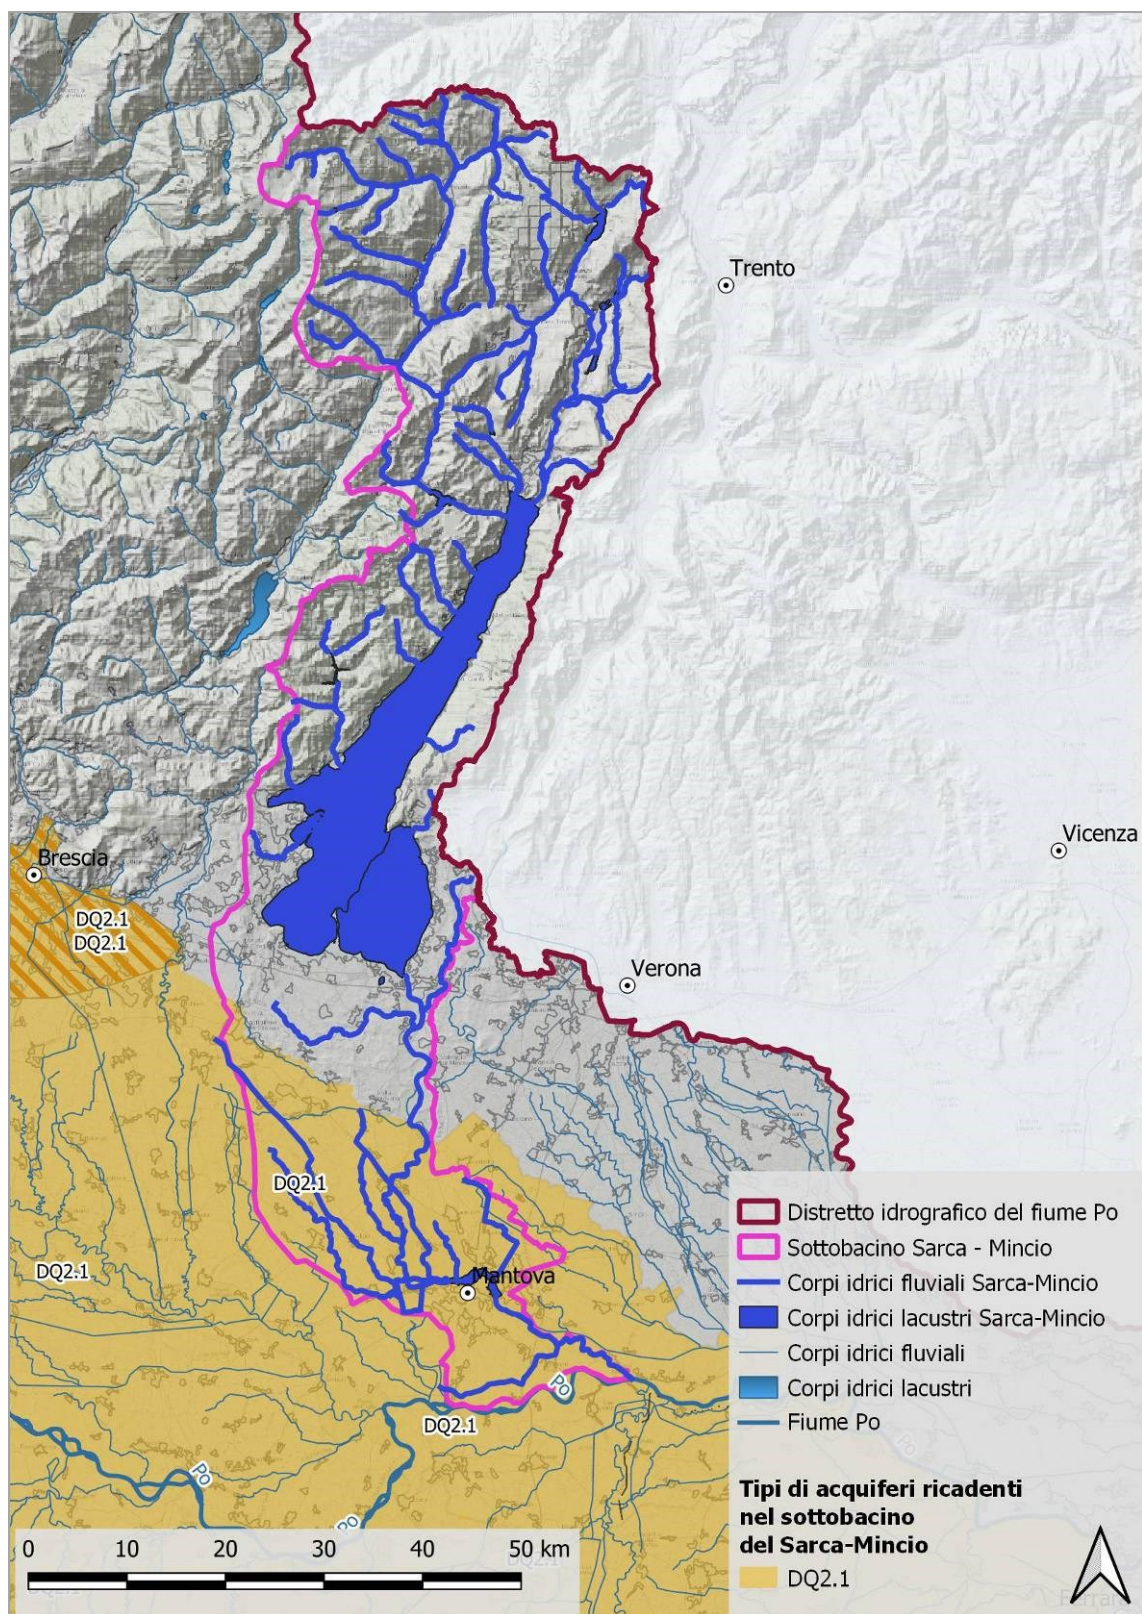 Trento
Vicenza
Brescia
DQ2.1
DQ2.1
Verona
DQ2.1
DQ2.1
Mantova
Po
DQ2.1
Po
Po
Distretto idrografico del fiume Po
Sottobacino Sarca - Mincio
Corpi idrici fluviali Sarca-Mincio
Corpi idrici lacustri Sarca-Mincio
Corpi idrici fluviali
Corpi idrici lacustri
Fiume Po
Tipi di acquiferi ricadenti
nel sottobacino
del Sarca-Mincio
DQ2.1
0 10 20 30 40 50 km